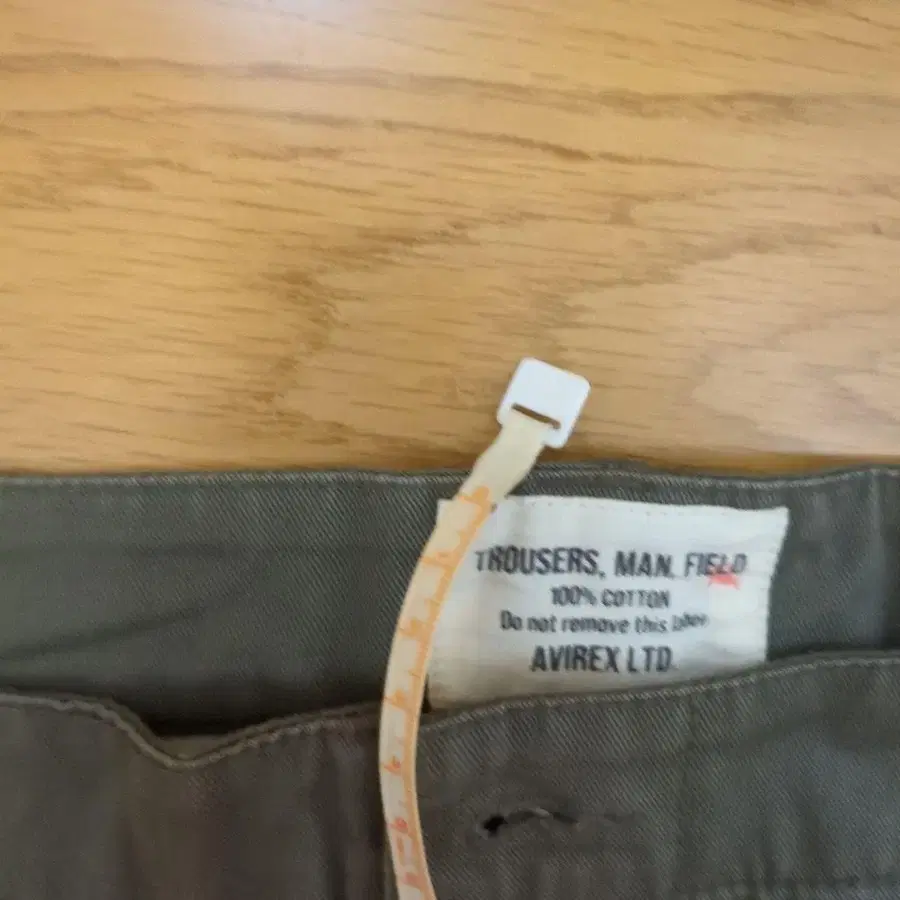 TROUSERS, MAN, FIELD
100% COTTON
Do not remove this label
AVIREX LTD.